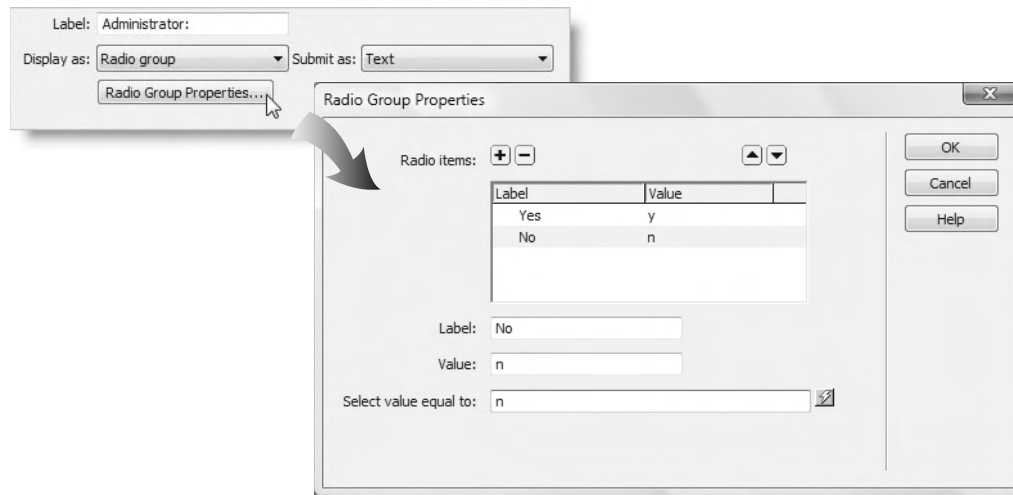 Label: Administrator:
Display as: Radio group Submit as: Text
Radio Group Properties...
Radio Group Properties
Radio items:
Label Value
Yes y
No n
Label: No
Value: n
Select value equal to: n
OK
Cancel
Help